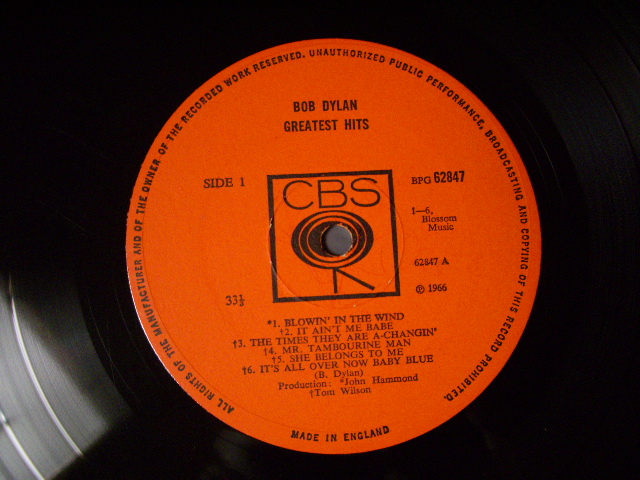 ALL RIGHTS OF THE MANUFACTURER AND OF THE OWNER OF THE RECORDED WORK RESERVED. UNAUTHORIZED PUBLIC PERFORMANCE, BROADCASTING AND COPYING OF THIS RECORD PROHIBITED.
BOB DYLAN
GREATEST HITS
SIDE 1
BPG 62847
CBS
1—6,
Blossom
Music
62847 A
33⅓
℗ 1966
*1. BLOWIN' IN THE WIND
†2. IT AIN'T ME BABE
†3. THE TIMES THEY ARE A-CHANGIN'
†4. MR. TAMBOURINE MAN
†5. SHE BELONGS TO ME
†6. IT'S ALL OVER NOW BABY BLUE
(B. Dylan)
Production: *John Hammond
†Tom Wilson
MADE IN ENGLAND